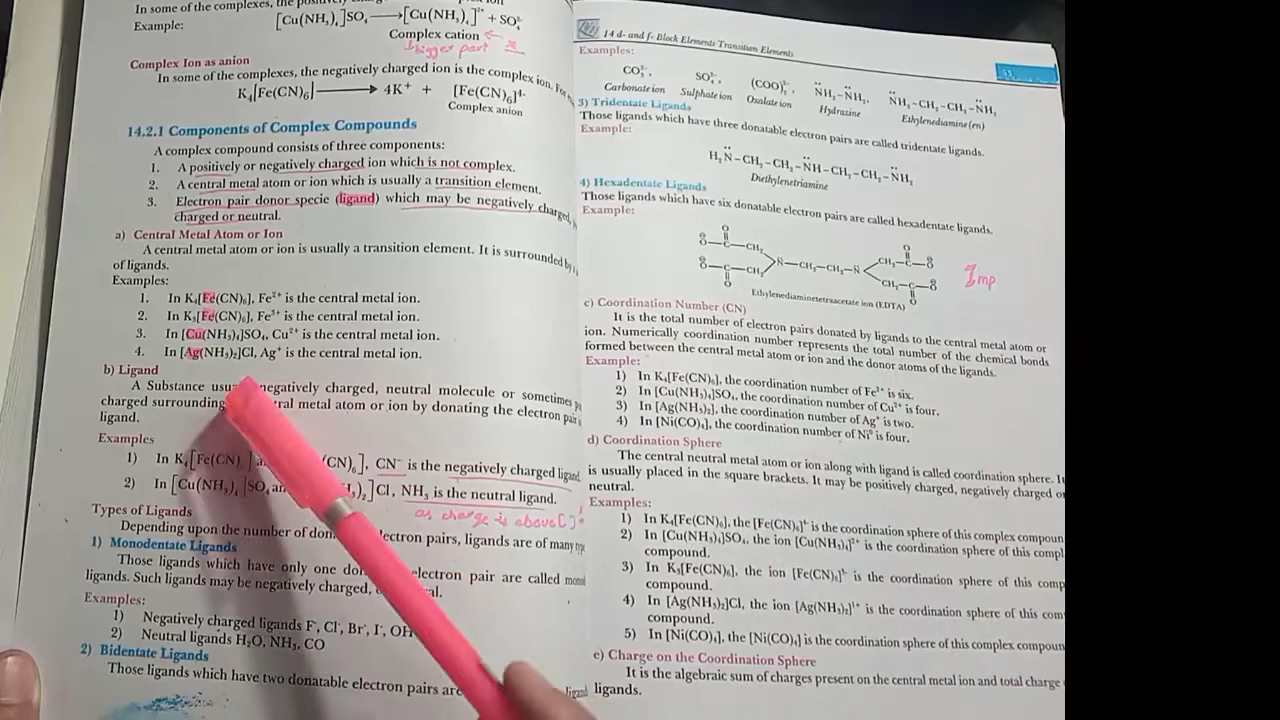 In some of the complexes, the
Example: [Cu(NH₃)₄]SO₄ ⟶ [Cu(NH₃)₄]²⁺ + SO₄²⁻
Complex cation
bigger part
Complex Ion as anion
In some of the complexes, the negatively charged ion is the complex ion. For
K₄[Fe(CN)₆] ⟶ 4K⁺ + [Fe(CN)₆]⁴⁻
Complex anion
14.2.1 Components of Complex Compounds
A complex compound consists of three components:
1. A positively or negatively charged ion which is not complex.
2. A central metal atom or ion which is usually a transition element.
3. Electron pair donor specie (ligand) which may be negatively charged,
charged or neutral.
a) Central Metal Atom or Ion
A central metal atom or ion is usually a transition element. It is surrounded by
of ligands.
Examples:
1. In K₄[Fe(CN)₆], Fe²⁺ is the central metal ion.
2. In K₃[Fe(CN)₆], Fe³⁺ is the central metal ion.
3. In [Cu(NH₃)₄]SO₄, Cu²⁺ is the central metal ion.
4. In [Ag(NH₃)₂]Cl, Ag⁺ is the central metal ion.
b) Ligand
A Substance negatively charged, neutral molecule or sometimes
charged surrounding metal atom or ion by donating the electron pair
ligand.
Examples
1) In K₄[Fe(CN) (CN)₆], CN⁻ is the negatively charged ligand
2) In [Cu(NH₃)₄]SO₄ )₂]Cl, NH₃ is the neutral ligand.
as charge is above [ ]
Types of Ligands
Depending upon the number of electron pairs, ligands are of many
1) Monodentate Ligands
Those ligands which have only one electron pair are called
ligands. Such ligands may be negatively charged,
Examples:
1) Negatively charged ligands F⁻, Cl⁻, Br⁻, I⁻, OH
2) Neutral ligands H₂O, NH₃, CO
2) Bidentate Ligands
Those ligands which have two donatable electron pairs are
14 d- and f- Block Elements Transition Elements
Examples:
CO₃²⁻, SO₄²⁻, (COO)₂²⁻, N̈H₂–N̈H₂, N̈H₂–CH₂–CH₂–N̈H₂
Carbonate ion Sulphate ion Oxalate ion Hydrazine Ethylenediamine(en)
3) Tridentate Ligands
Those ligands which have three donatable electron pairs are called tridentate ligands.
Example:
H₂N̈–CH₂–CH₂–N̈H–CH₂–CH₂–N̈H₂
Diethylenetriamine
4) Hexadentate Ligands
Those ligands which have six donatable electron pairs are called hexadentate ligands.
Example:
Imp
Ethylenediaminetetraacetate ion (EDTA)
c) Coordination Number (CN)
It is the total number of electron pairs donated by ligands to the central metal atom or
ion. Numerically coordination number represents the total number of the chemical bonds
formed between the central metal atom or ion and the donor atoms of the ligands.
Example:
1) In K₄[Fe(CN)₆], the coordination number of Fe²⁺ is six.
2) In [Cu(NH₃)₄]SO₄, the coordination number of Cu²⁺ is four.
3) In [Ag(NH₃)₂], the coordination number of Ag⁺ is two.
4) In [Ni(CO)₄], the coordination number of Ni⁰ is four.
d) Coordination Sphere
The central neutral metal atom or ion along with ligand is called coordination sphere. It
is usually placed in the square brackets. It may be positively charged, negatively charged or
neutral.
Examples:
1) In K₄[Fe(CN)₆], the [Fe(CN)₆]⁴⁻ is the coordination sphere of this complex
2) In [Cu(NH₃)₄]SO₄, the ion [Cu(NH₃)₄]²⁺ is the coordination sphere of this
compound.
3) In K₃[Fe(CN)₆], the ion [Fe(CN)₆]³⁻ is the coordination sphere of this
compound.
4) In [Ag(NH₃)₂]Cl, the ion [Ag(NH₃)₂]¹⁺ is the coordination sphere of this
compound.
5) In [Ni(CO)₄], the [Ni(CO)₄] is the coordination sphere of this complex
e) Charge on the Coordination Sphere
It is the algebraic sum of charges present on the central metal ion and total charge
ligands.